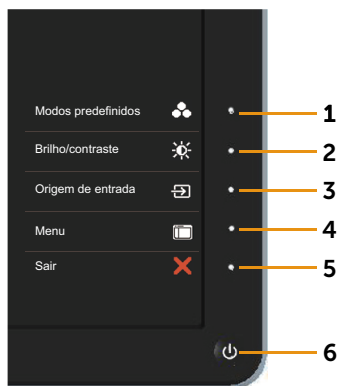 Modos predefinidos
1
Brilho/contraste
2
Origem de entrada
3
Menu
4
Sair
5
6